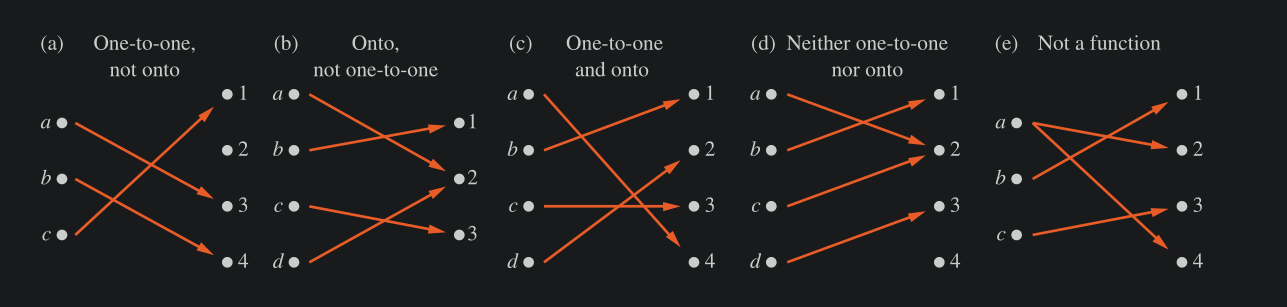 (a) One-to-one,
not onto
a
b
c
1
2
3
4
(b) Onto,
not one-to-one
a
b
c
d
1
2
3
(c) One-to-one
and onto
a
b
c
d
1
2
3
4
(d) Neither one-to-one
nor onto
a
b
c
d
1
2
3
4
(e) Not a function
a
b
c
1
2
3
4